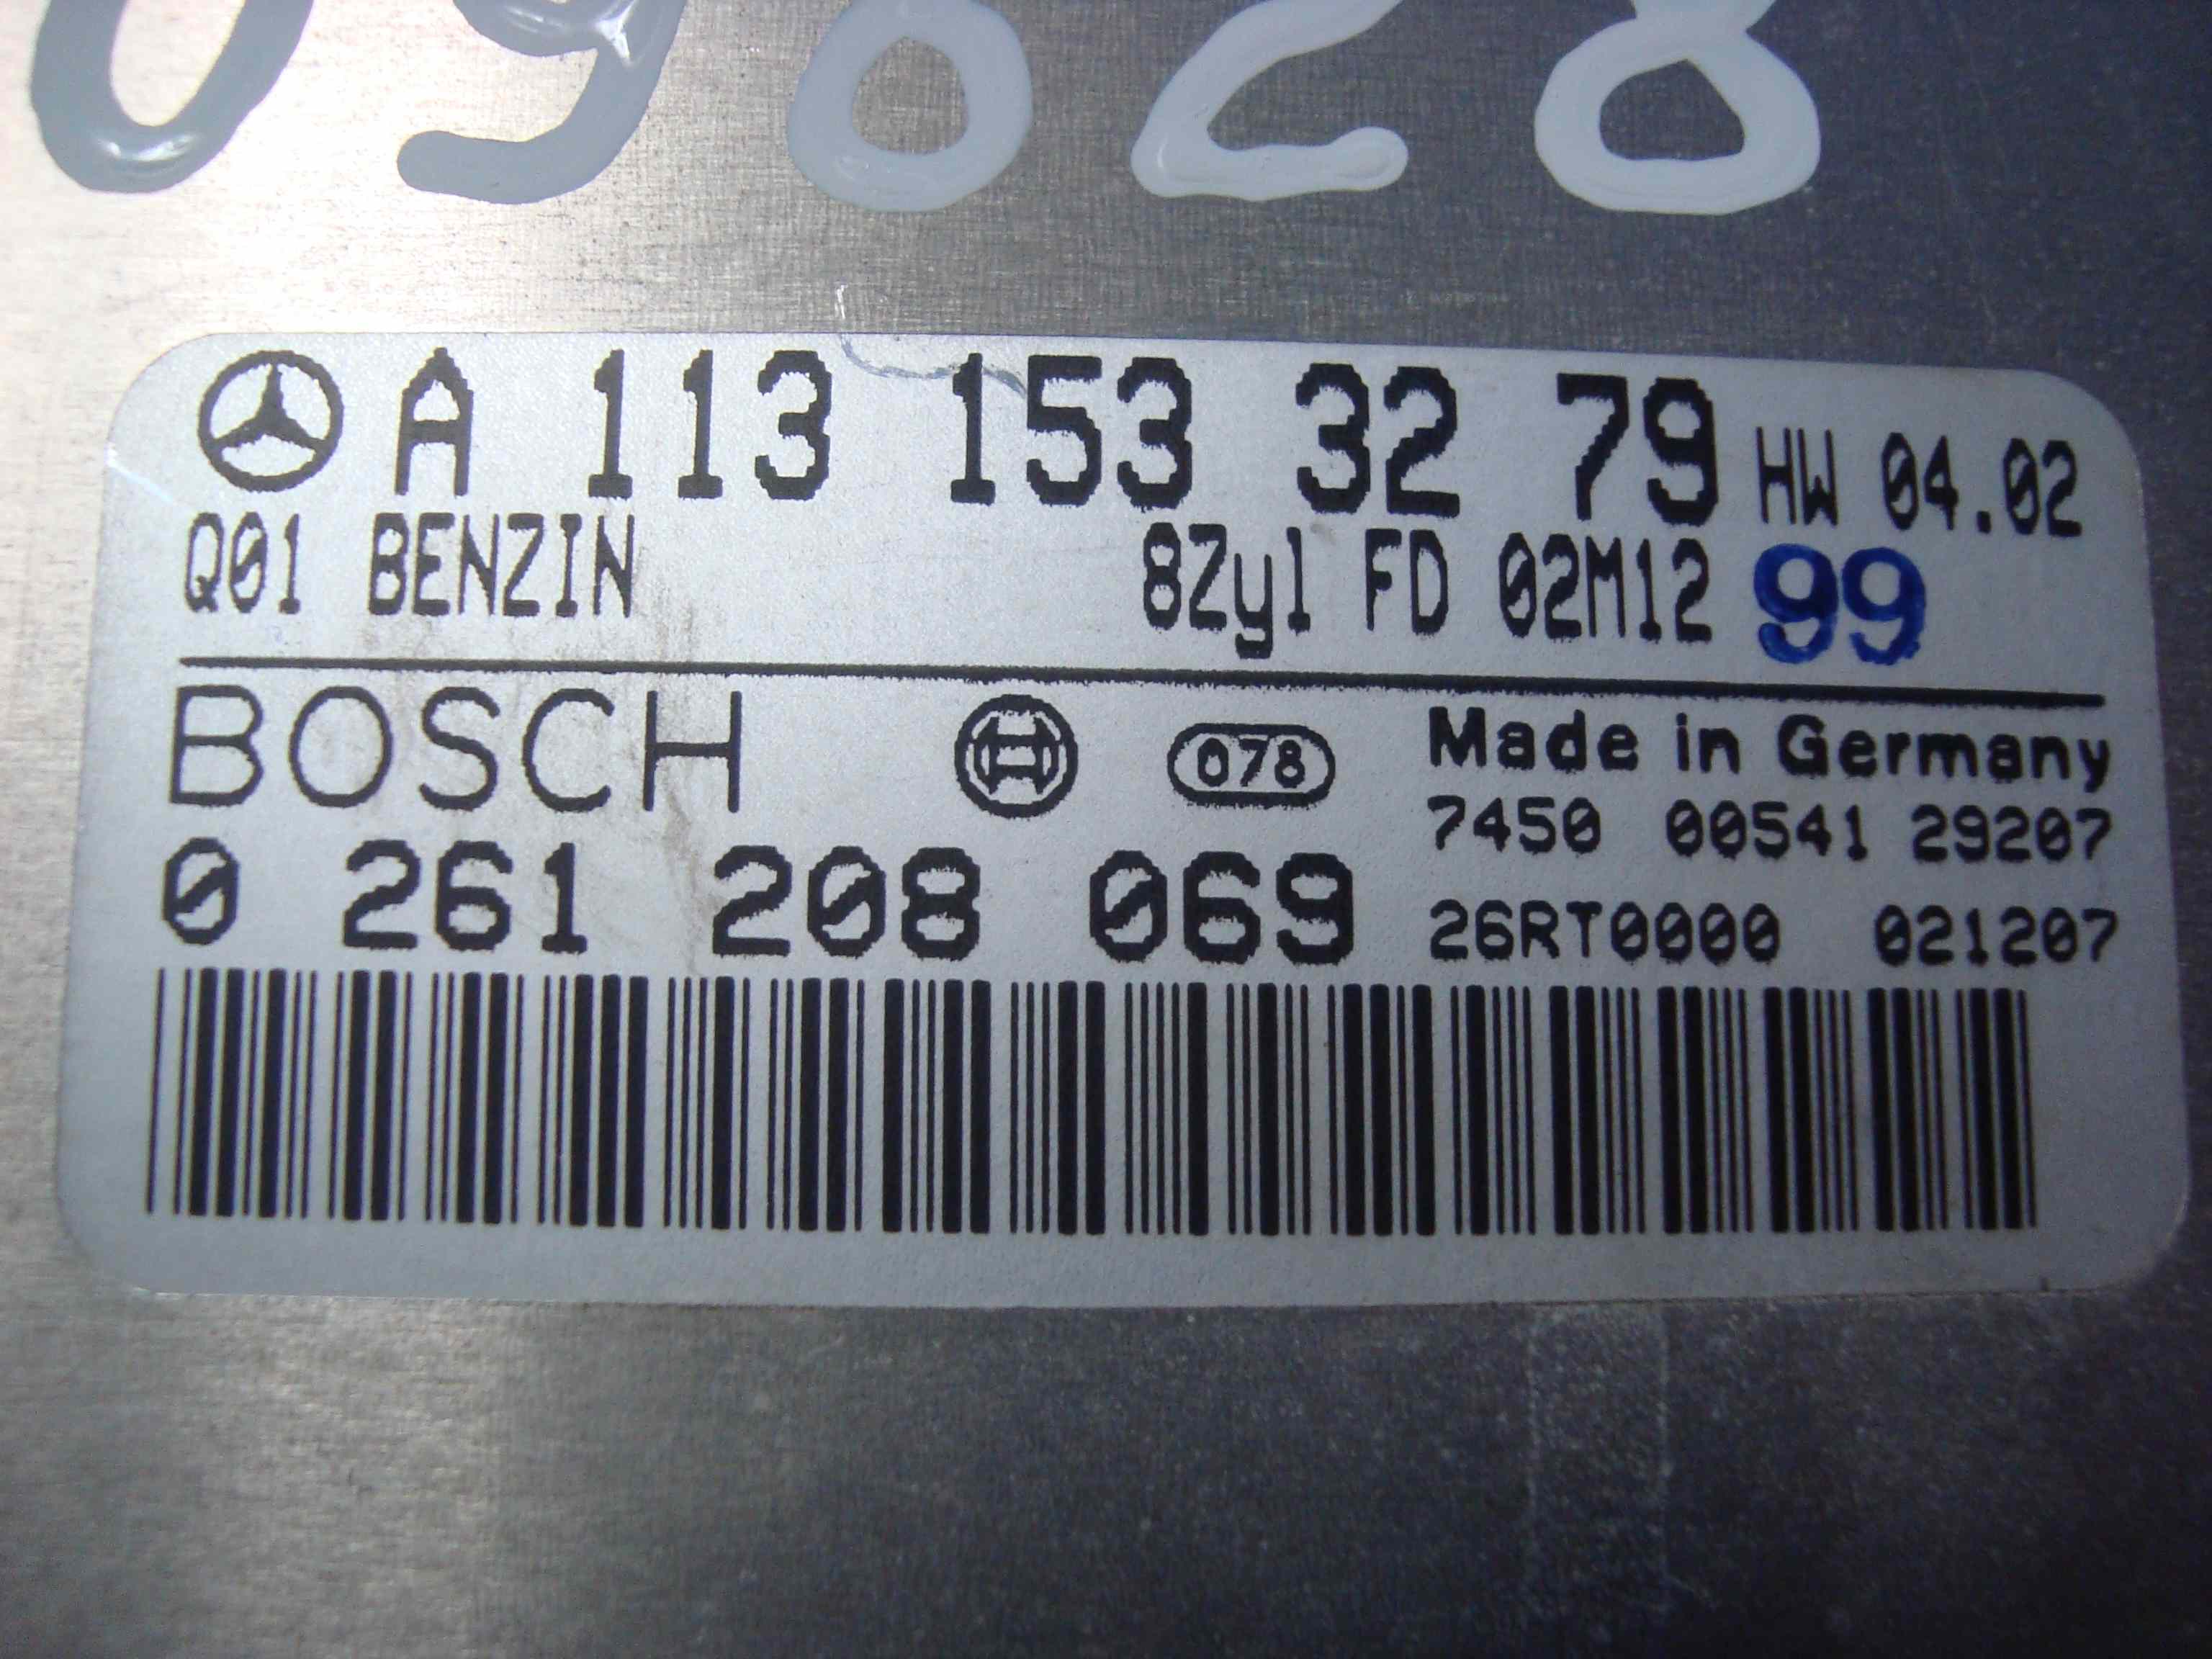 09828
A 113 153 32 79 HW 04.02
Q01 BENZIN 8Zyl FD 02M12 99
BOSCH 078 Made in Germany
7450 00541 29207
0 261 208 069 26RT0000 021207